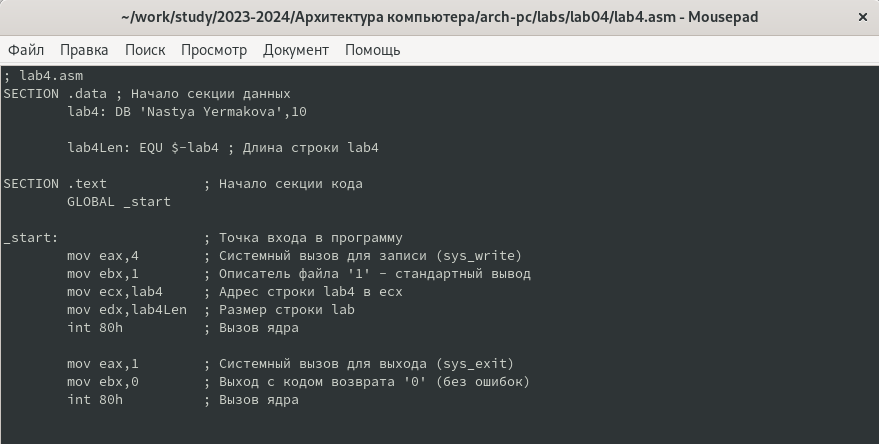 ~/work/study/2023-2024/Архитектура компьютера/arch-pc/labs/lab04/lab4.asm - Mousepad
Файл Правка Поиск Просмотр Документ Помощь
; lab4.asm
SECTION .data ; Начало секции данных
        lab4: DB 'Nastya Yermakova',10

        lab4Len: EQU $-lab4 ; Длина строки lab4

SECTION .text            ; Начало секции кода
        GLOBAL _start

_start:                  ; Точка входа в программу
        mov eax,4        ; Системный вызов для записи (sys_write)
        mov ebx,1        ; Описатель файла '1' - стандартный вывод
        mov ecx,lab4     ; Адрес строки lab4 в ecx
        mov edx,lab4Len  ; Размер строки lab
        int 80h          ; Вызов ядра

        mov eax,1        ; Системный вызов для выхода (sys_exit)
        mov ebx,0        ; Выход с кодом возврата '0' (без ошибок)
        int 80h          ; Вызов ядра